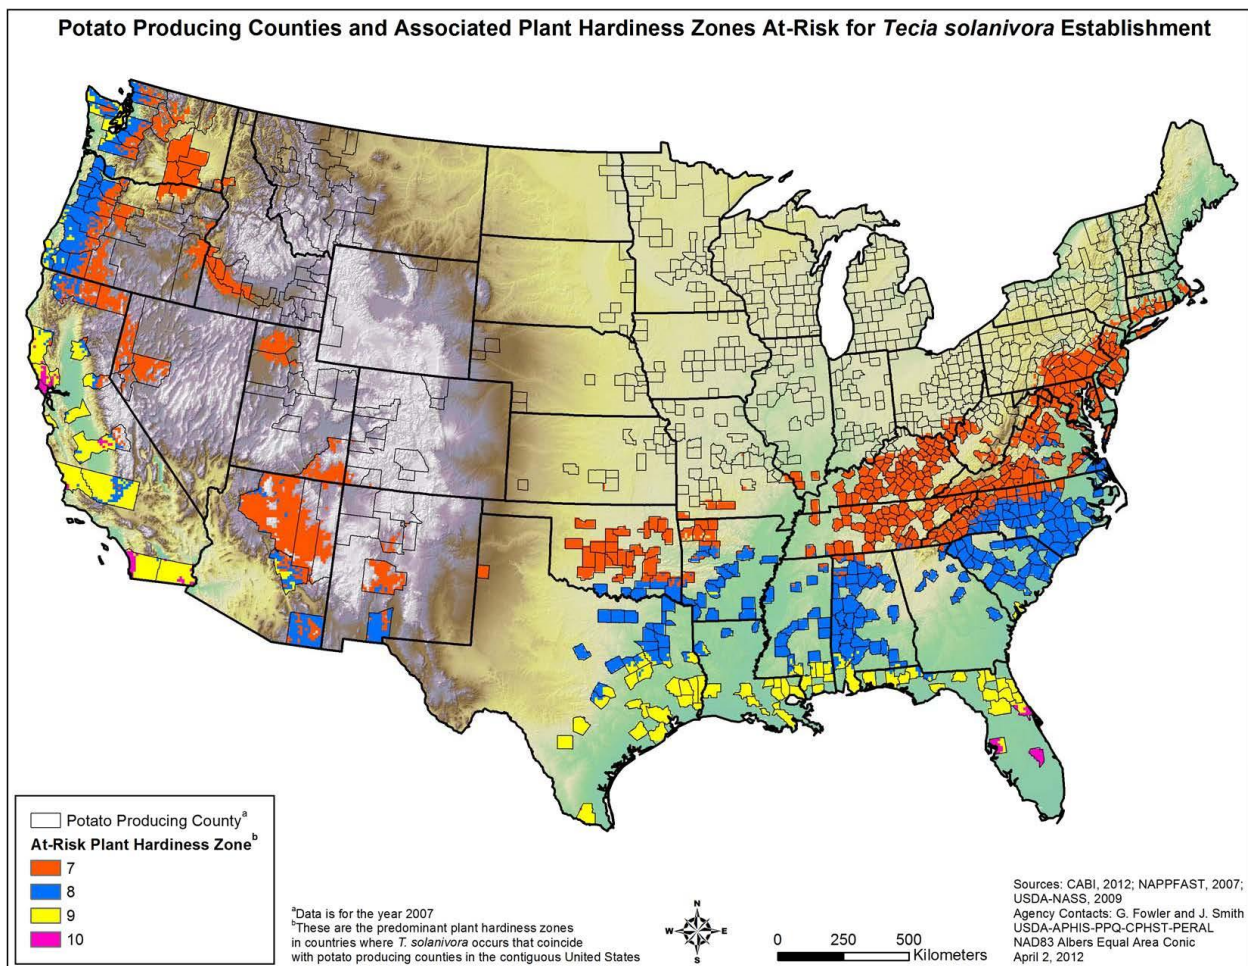 Potato Producing Counties and Associated Plant Hardiness Zones At-Risk for Tecia solanivora Establishment
Potato Producing County a
At-Risk Plant Hardiness Zone b
7
8
9
10
a Data is for the year 2007
b These are the predominant plant hardiness zones
in countries where T. solanivora occurs that coincide
with potato producing counties in the contiguous United States
N
W E
S
0 250 500
Kilometers
Sources: CABI, 2012; NAPPFAST, 2007;
USDA-NASS, 2009
Agency Contacts: G. Fowler and J. Smith
USDA-APHIS-PPQ-CPHST-PERAL
NAD83 Albers Equal Area Conic
April 2, 2012